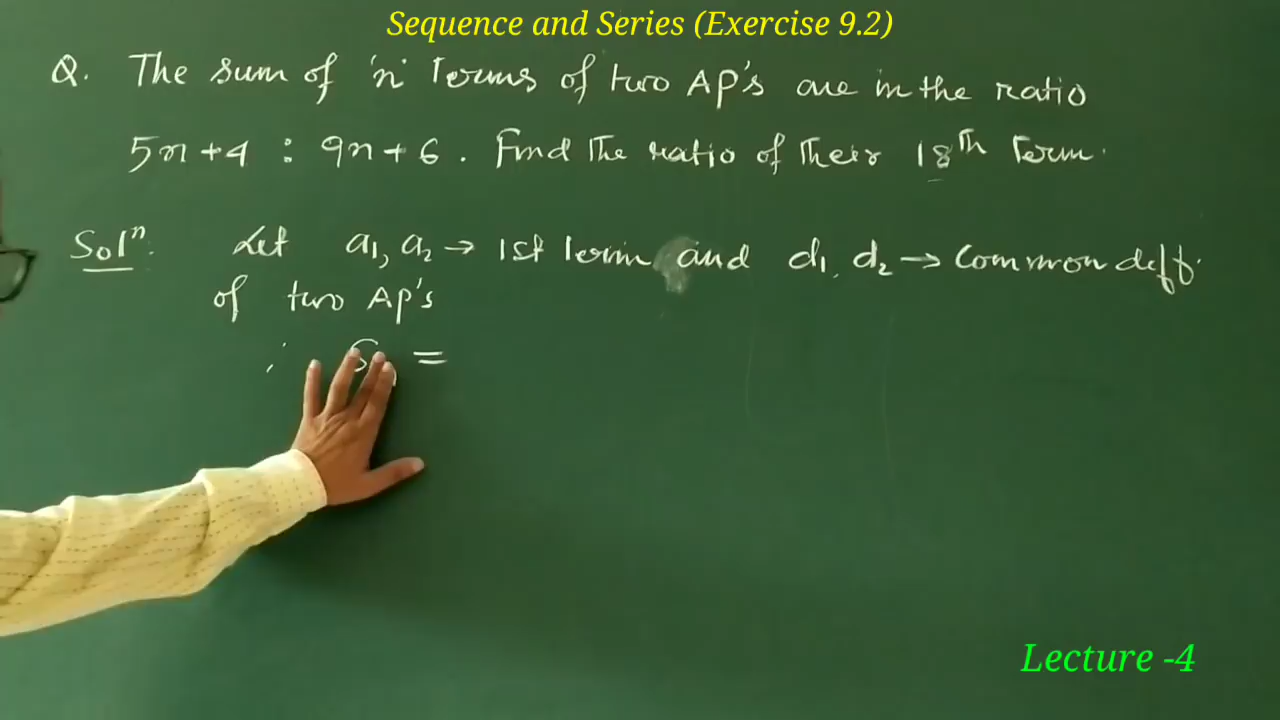 Sequence and Series (Exercise 9.2)
Q. The sum of 'n' Terms of two AP's are in the ratio
5n+4 : 9n+6. Find The ratio of Their 18Th Term.
Solⁿ. Let a₁, a₂ → 1st Term and d₁, d₂ → Common diff.
of two AP's
=
Lecture -4